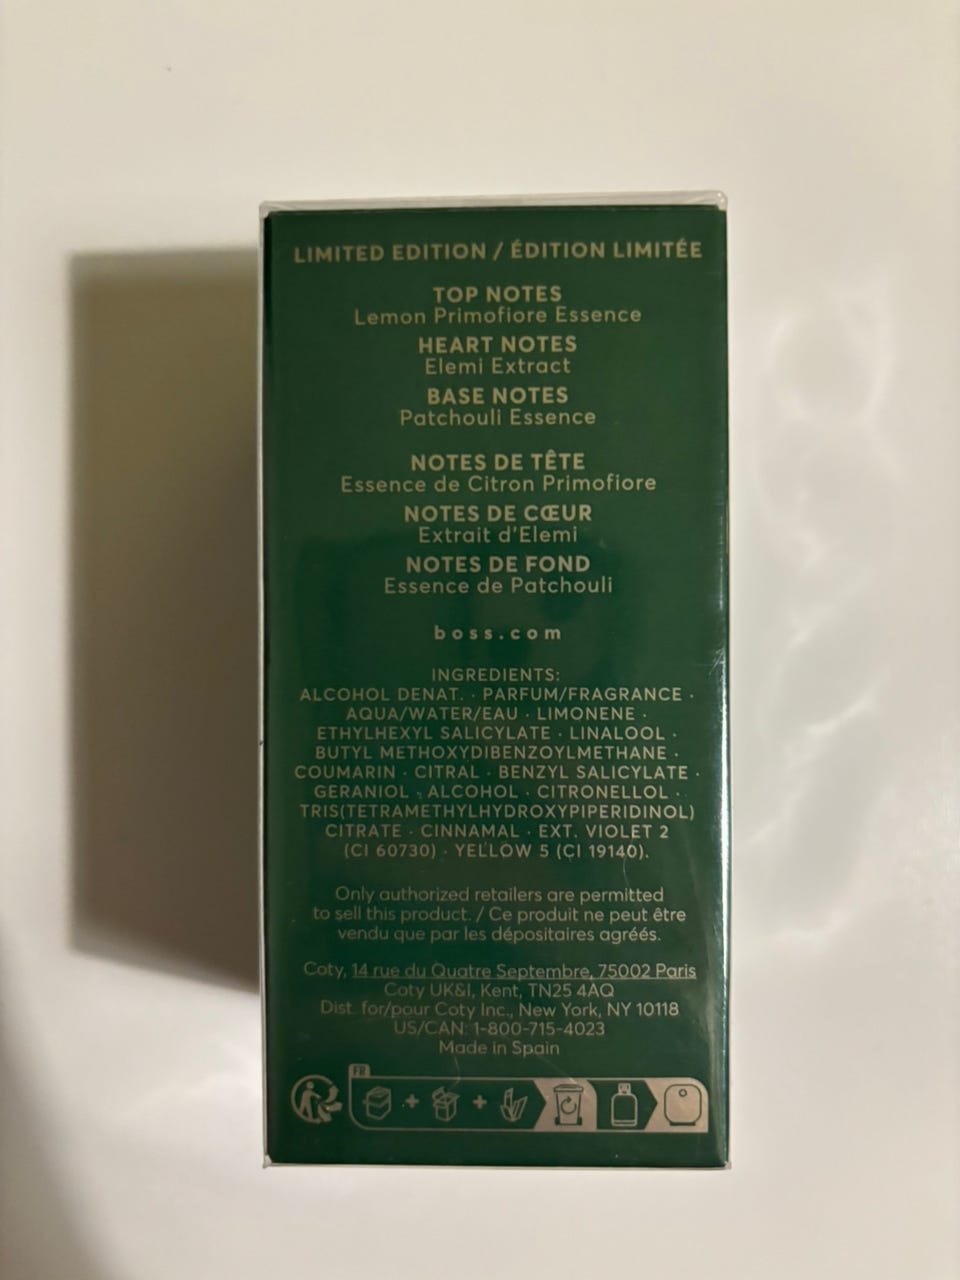 LIMITED EDITION / ÉDITION LIMITÉE
TOP NOTES
Lemon Primofiore Essence
HEART NOTES
Elemi Extract
BASE NOTES
Patchouli Essence
NOTES DE TÊTE
Essence de Citron Primofiore
NOTES DE CŒUR
Extrait d'Elemi
NOTES DE FOND
Essence de Patchouli
boss.com
INGREDIENTS:
ALCOHOL DENAT. · PARFUM/FRAGRANCE ·
AQUA/WATER/EAU · LIMONENE ·
ETHYLHEXYL SALICYLATE · LINALOOL ·
BUTYL METHOXYDIBENZOYLMETHANE ·
COUMARIN · CITRAL · BENZYL SALICYLATE ·
GERANIOL · ALCOHOL · CITRONELLOL ·
TRIS(TETRAMETHYLHYDROXYPIPERIDINOL)
CITRATE · CINNAMAL · EXT. VIOLET 2
(CI 60730) · YELLOW 5 (CI 19140).
Only authorized retailers are permitted
to sell this product. / Ce produit ne peut être
vendu que par les dépositaires agréés.
Coty, 14 rue du Quatre Septembre, 75002 Paris
Coty UK&I, Kent, TN25 4AQ
Dist. for/pour Coty Inc., New York, NY 10118
US/CAN: 1-800-715-4023
Made in Spain
FR